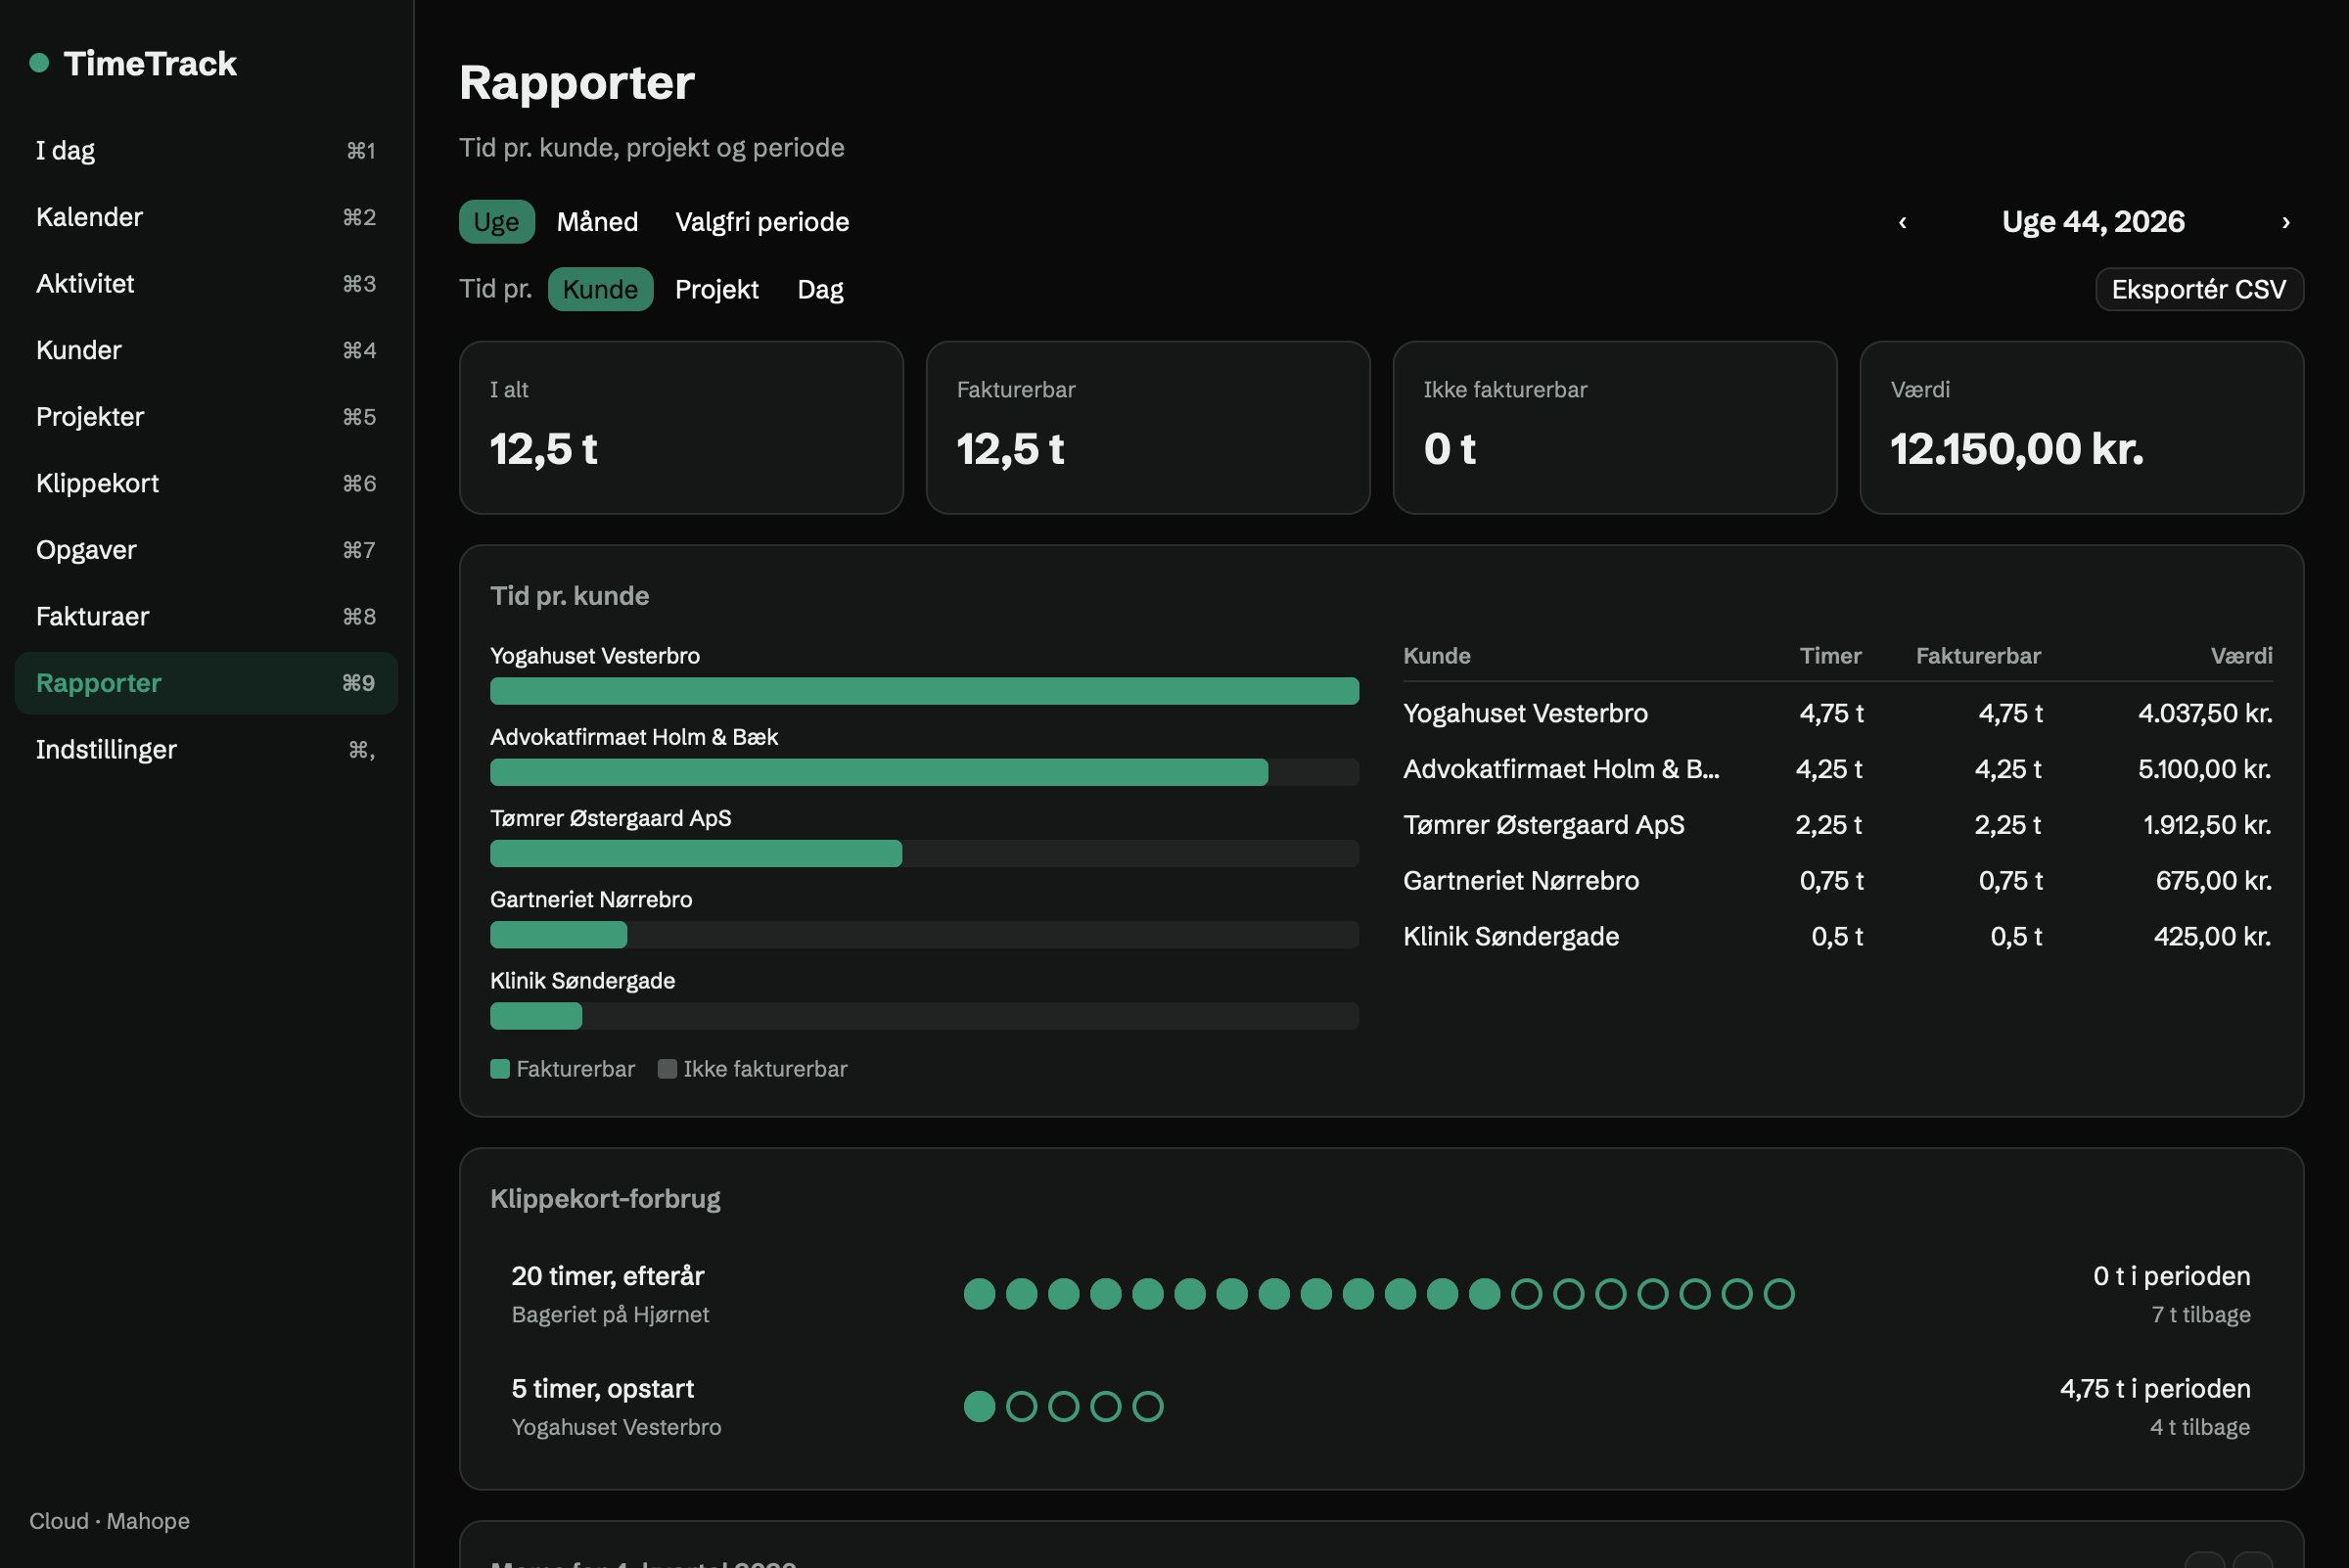 TimeTrack
I dag ⌘1
Kalender ⌘2
Aktivitet ⌘3
Kunder ⌘4
Projekter ⌘5
Klippekort ⌘6
Opgaver ⌘7
Fakturaer ⌘8
Rapporter ⌘9
Indstillinger ⌘,
Cloud · Mahope
Rapporter
Tid pr. kunde, projekt og periode
Uge Måned Valgfri periode ‹ Uge 44, 2026 ›
Tid pr. Kunde Projekt Dag Eksportér CSV
I alt
12,5 t
Fakturerbar
12,5 t
Ikke fakturerbar
0 t
Værdi
12.150,00 kr.
Tid pr. kunde
Yogahuset Vesterbro
Advokatfirmaet Holm & Bæk
Tømrer Østergaard ApS
Gartneriet Nørrebro
Klinik Søndergade
Fakturerbar Ikke fakturerbar
Kunde Timer Fakturerbar Værdi
Yogahuset Vesterbro 4,75 t 4,75 t 4.037,50 kr.
Advokatfirmaet Holm & B... 4,25 t 4,25 t 5.100,00 kr.
Tømrer Østergaard ApS 2,25 t 2,25 t 1.912,50 kr.
Gartneriet Nørrebro 0,75 t 0,75 t 675,00 kr.
Klinik Søndergade 0,5 t 0,5 t 425,00 kr.
Klippekort-forbrug
20 timer, efterår
Bageriet på Hjørnet
0 t i perioden
7 t tilbage
5 timer, opstart
Yogahuset Vesterbro
4,75 t i perioden
4 t tilbage